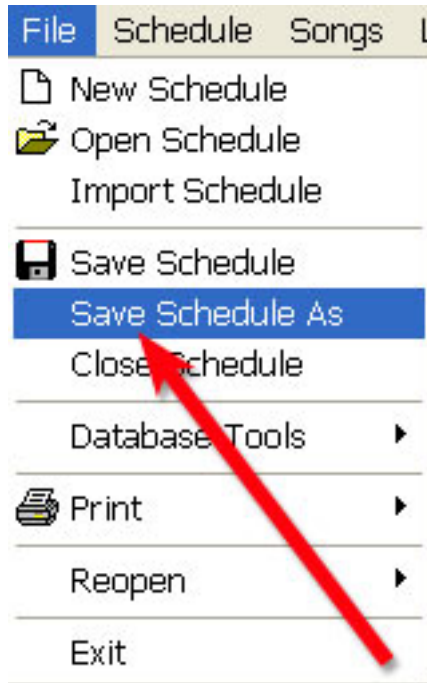 File Schedule Songs
New Schedule
Open Schedule
Import Schedule
Save Schedule
Save Schedule As
Close Schedule
Database Tools
Print
Reopen
Exit